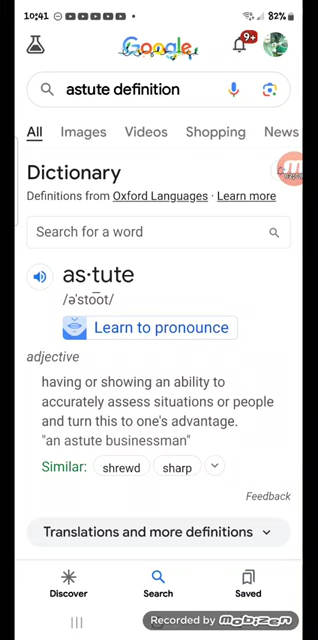 10:41
82%
Google
9+
astute definition
All Images Videos Shopping News
Dictionary
Definitions from Oxford Languages · Learn more
Search for a word
as·tute
/əˈsto͞ot/
Learn to pronounce
adjective
having or showing an ability to
accurately assess situations or people
and turn this to one's advantage.
"an astute businessman"
Similar: shrewd sharp
Feedback
Translations and more definitions
Discover Search Saved
Recorded by mobizen